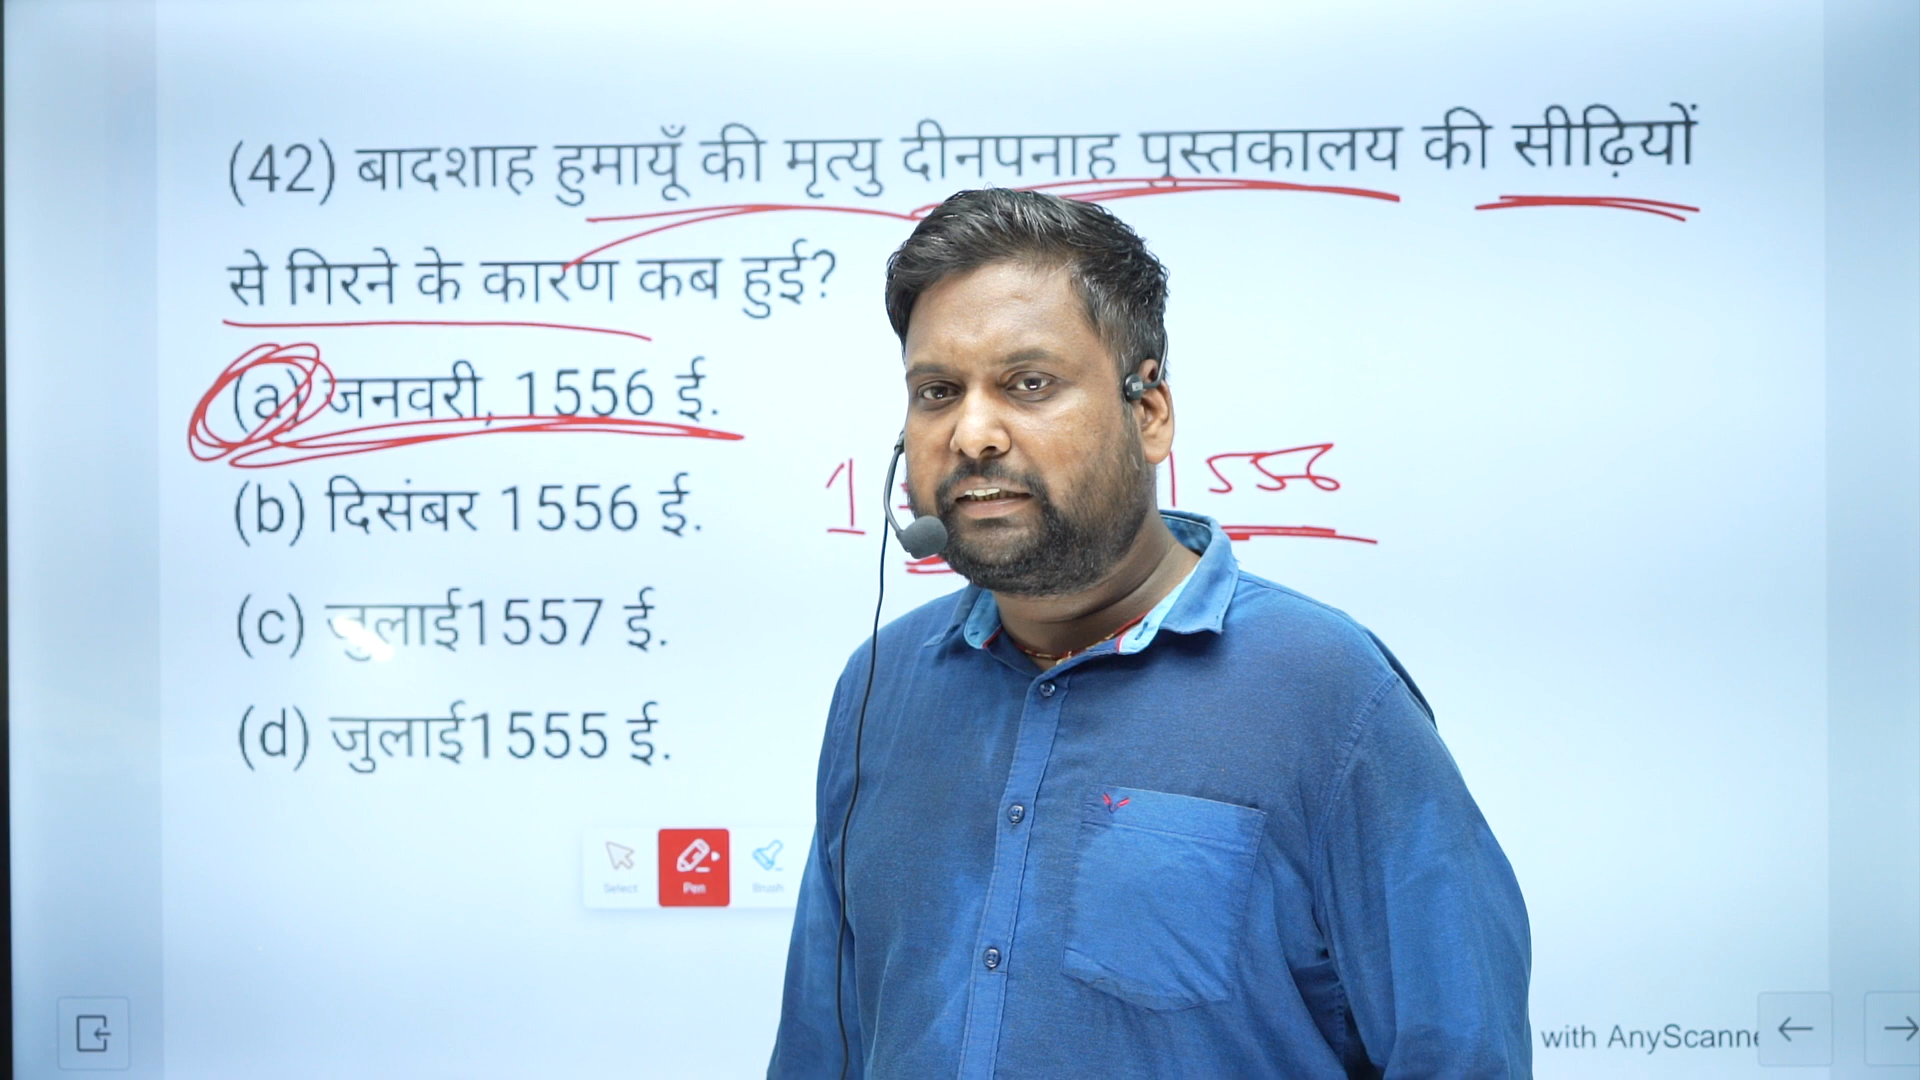 (42) बादशाह हुमायूँ की मृत्यु दीनपनाह पुस्तकालय की सीढ़ियों
से गिरने के कारण कब हुई?
(a) जनवरी, 1556 ई.
(b) दिसंबर 1556 ई.
1 1556
(c) जुलाई1557 ई.
(d) जुलाई1555 ई.
Select Pen Brush
with AnyScanne